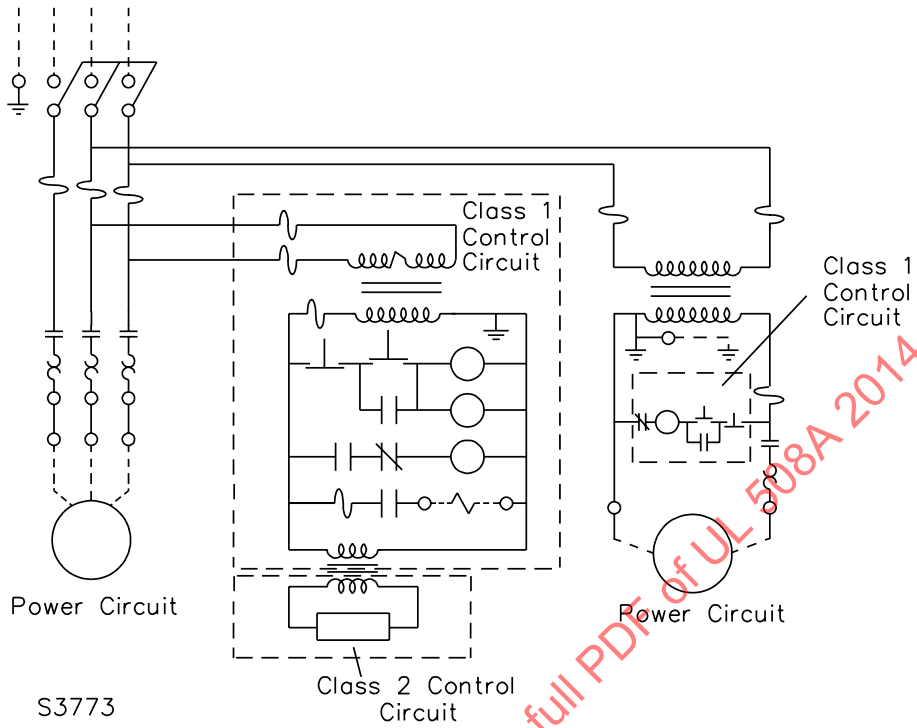 Class 1
Control
Circuit
Class 1
Control
Circuit
Power Circuit
Power Circuit
Class 2 Control
Circuit
S3773
full PDF of UL 508A 2014